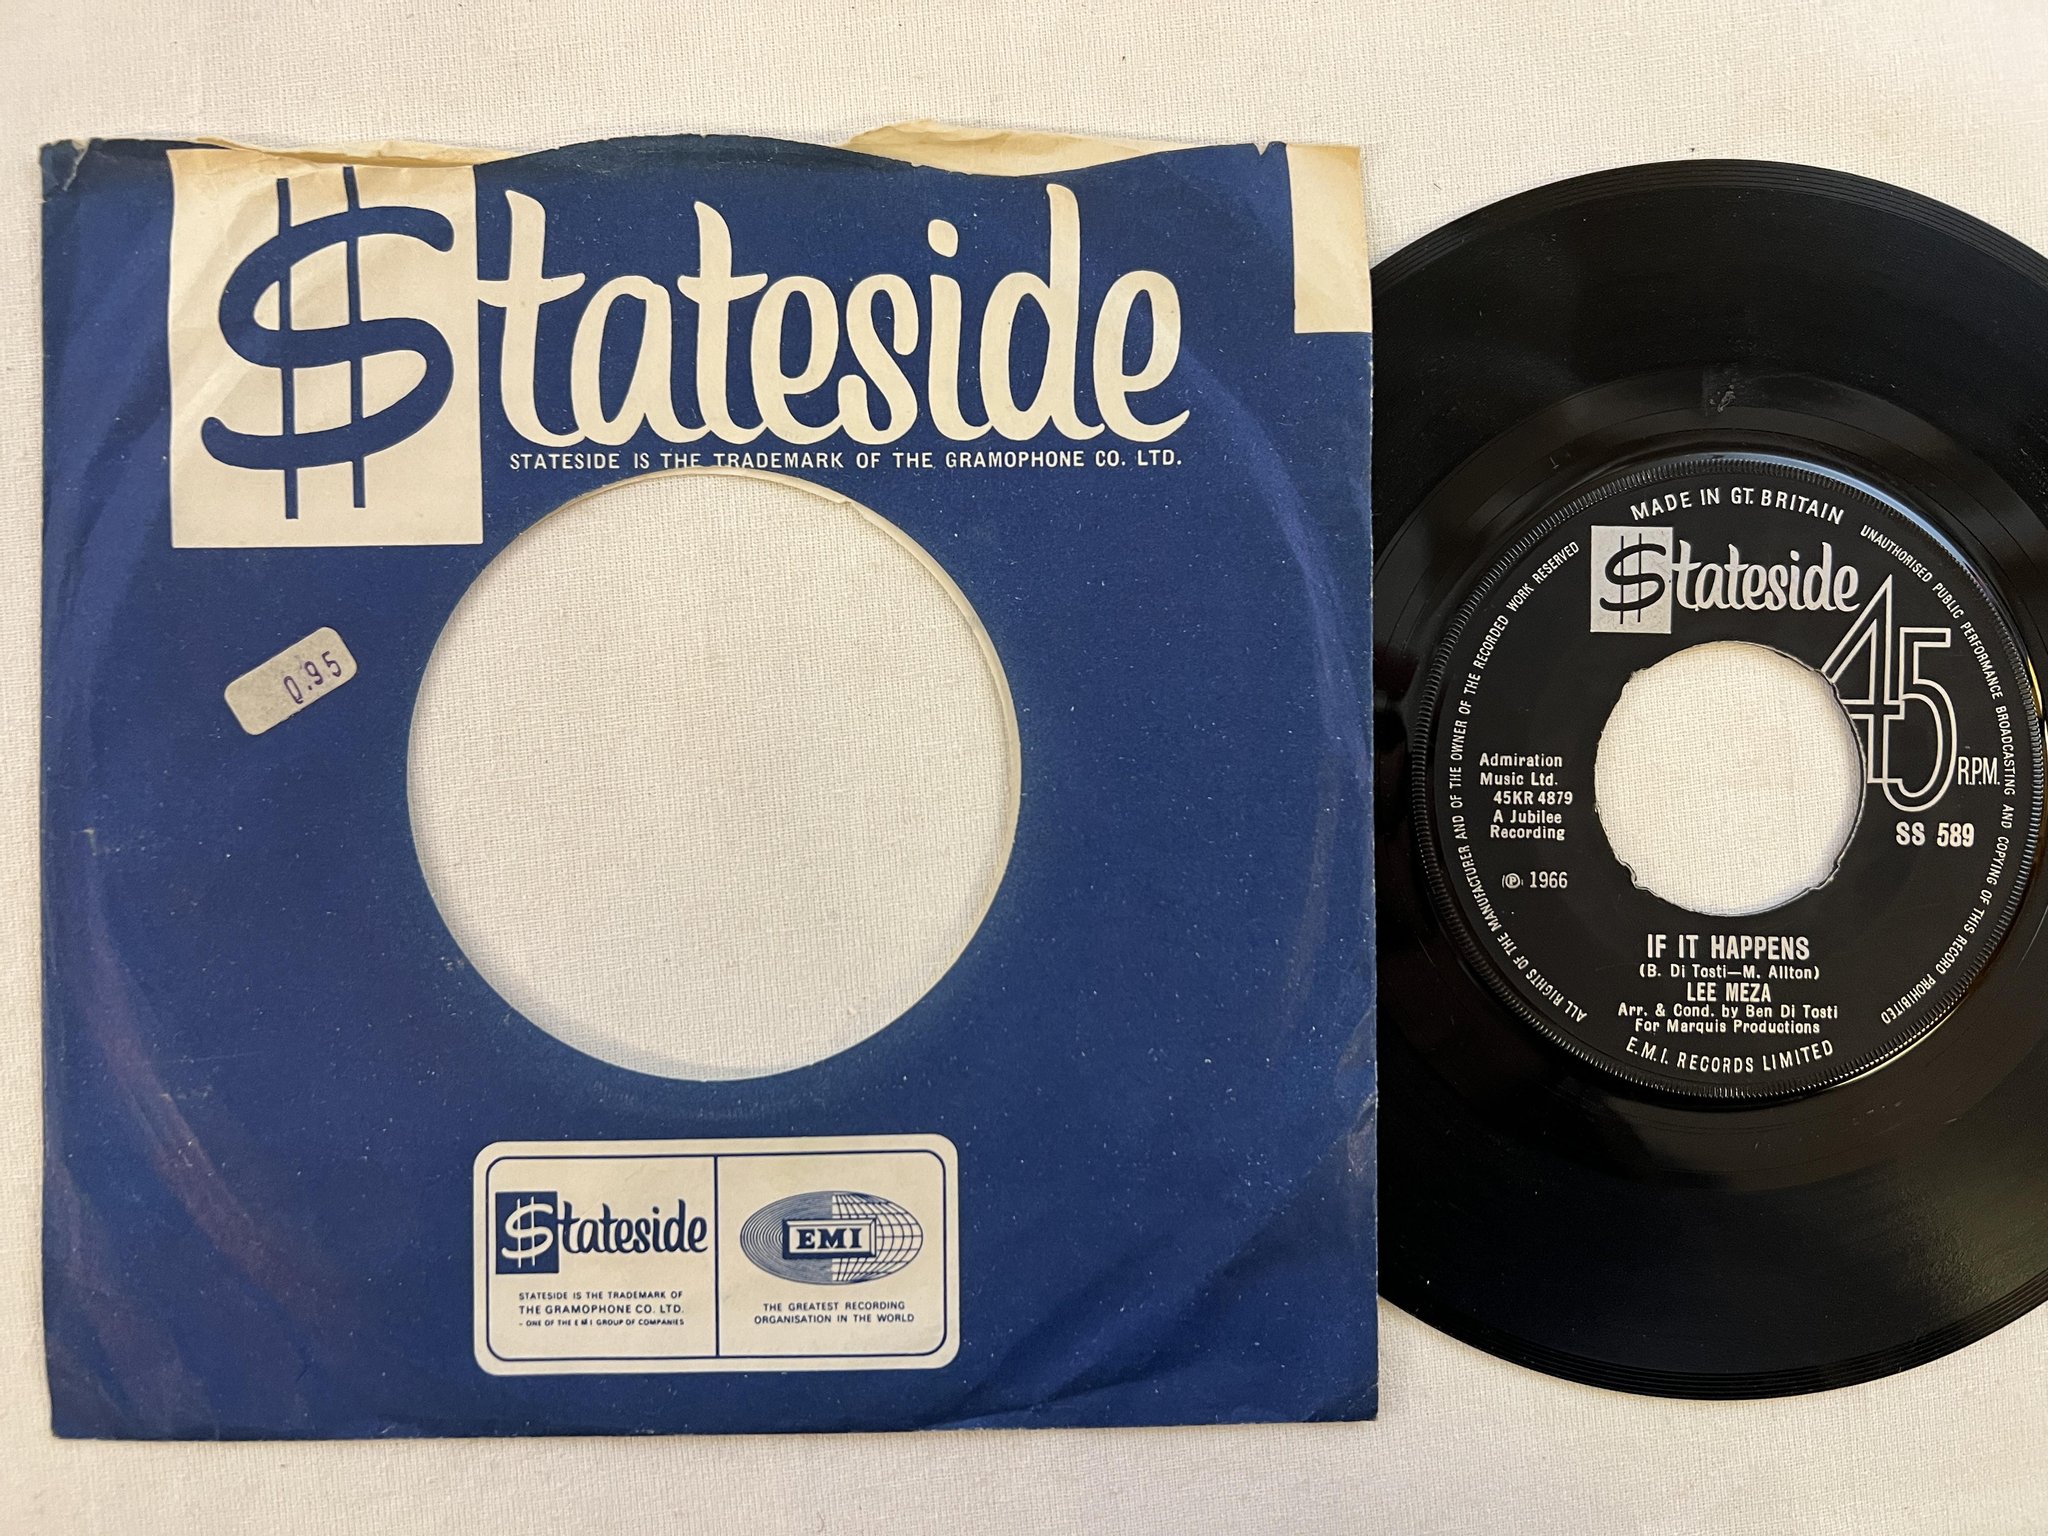 $tateside
STATESIDE IS THE TRADEMARK OF THE GRAMOPHONE CO. LTD.
0.95
$tateside
STATESIDE IS THE TRADEMARK OF
THE GRAMOPHONE CO. LTD.
- ONE OF THE E M I GROUP OF COMPANIES
EMI
THE GREATEST RECORDING
ORGANISATION IN THE WORLD
MADE IN GT. BRITAIN
UNAUTHORISED PUBLIC PERFORMANCE BROADCASTING AND COPYING OF THIS RECORD PROHIBITED
ALL RIGHTS OF THE MANUFACTURER AND OF THE OWNER OF THE RECORDED WORK RESERVED
$tateside
45 R.P.M.
Admiration
Music Ltd.
45KR 4879
A Jubilee
Recording
SS 589
℗ 1966
IF IT HAPPENS
(B. Di Tosti—M. Allton)
LEE MEZA
Arr. & Cond. by Ben Di Tosti
For Marquis Productions
E.M.I. RECORDS LIMITED